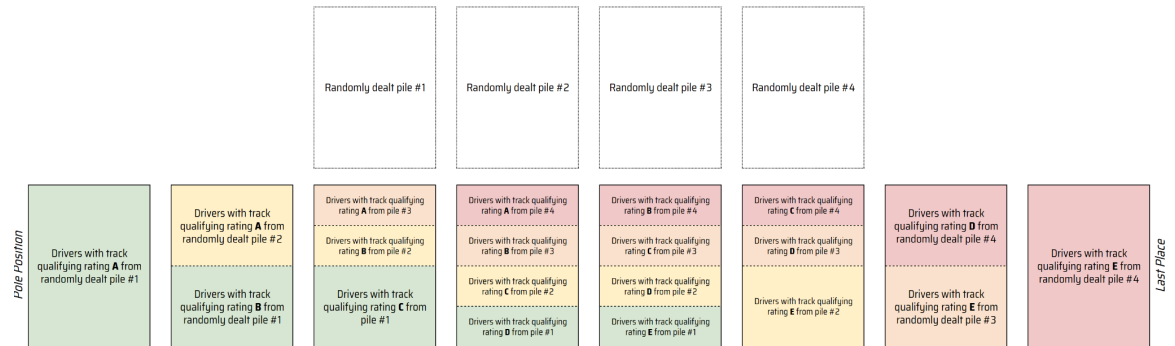 Randomly dealt pile #1
Randomly dealt pile #2
Randomly dealt pile #3
Randomly dealt pile #4
Pole Position
Drivers with track
qualifying rating A from
randomly dealt pile #1
Drivers with track
qualifying rating A from
randomly dealt pile #2
Drivers with track
qualifying rating B from
randomly dealt pile #1
Drivers with track qualifying
rating A from pile #3
Drivers with track qualifying
rating B from pile #2
Drivers with track
qualifying rating C from
pile #1
Drivers with track qualifying
rating A from pile #4
Drivers with track qualifying
rating B from pile #3
Drivers with track qualifying
rating C from pile #2
Drivers with track qualifying
rating D from pile #1
Drivers with track qualifying
rating B from pile #4
Drivers with track qualifying
rating C from pile #3
Drivers with track qualifying
rating D from pile #2
Drivers with track qualifying
rating E from pile #1
Drivers with track qualifying
rating C from pile #4
Drivers with track qualifying
rating D from pile #3
Drivers with track qualifying
rating E from pile #2
Drivers with track
qualifying rating D from
randomly dealt pile #4
Drivers with track
qualifying rating E from
randomly dealt pile #3
Drivers with track
qualifying rating E from
randomly dealt pile #4
Last Place